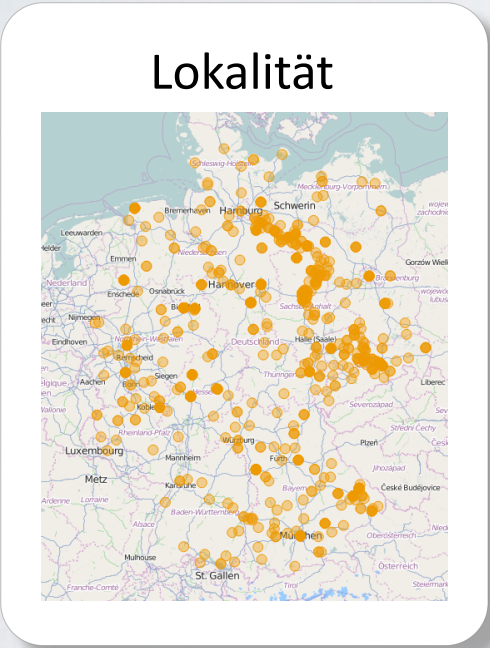 Lokalität
Schleswig-Holstein
Mecklenburg-Vorpommern
Bremerhaven
Hamburg
Schwerin
Leeuwarden
Emmen
Niedersachsen
Gorzów Wielk
Nederland
Enschede
Osnabrück
Hannover
Brandenburg
Nijmegen
Sachsen-Anhalt
Eindhoven
Nordrhein-Westfalen
Deutschland
Halle (Saale)
Remscheid
Aachen
Bonn
Siegen
Hessen
Thüringen
Liberec
Koblenz
Severozápad
Rheinland-Pfalz
Würzburg
Střední Čechy
Luxembourg
Mannheim
Fürth
Plzeň
Jihozápad
Metz
Karlsruhe
Bayern
České Budějovice
Ardenne
Lorraine
Baden-Württemberg
Alsace
München
Oberösterreich
Mulhouse
Österreich
St. Gallen
Franche-Comté
Tirol
Steiermark